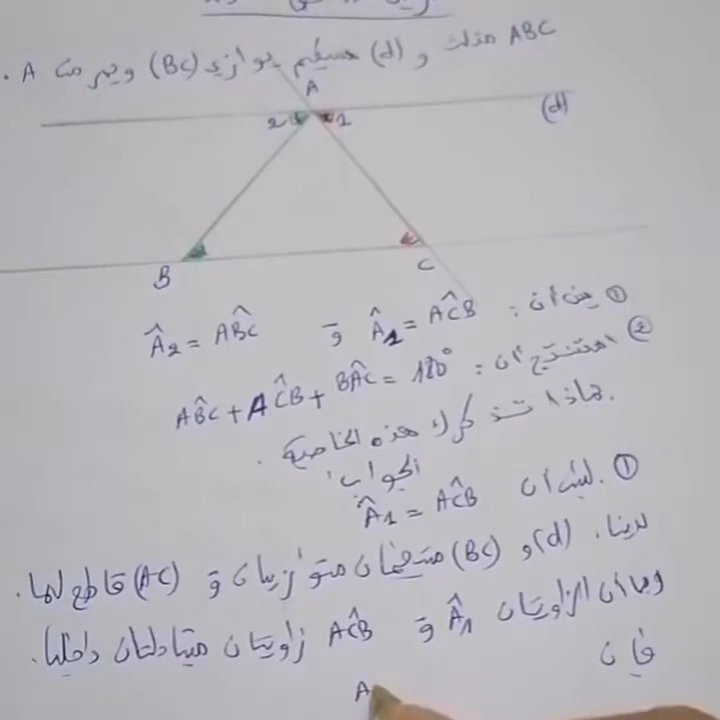 ABC مثلث و (d) مستقيم يوازي (BC) ويمر من A.
A
(d)
2 1
B
C
① بين أن: Â1 = AĈB و Â2 = AB̂C
② استنتج أن: AB̂C + AĈB + BÂC = 180°
ماذا تذكرك هذه الخاصية.
الجواب:
①. لنبين أن Â1 = AĈB
لدينا. (d) و (BC) مستقيمان متوازيان و (AC) قاطع لهما.
وبما أن الزاويتان Â1 و AĈB زاويتان متبادلتان داخليا.
فإن
A